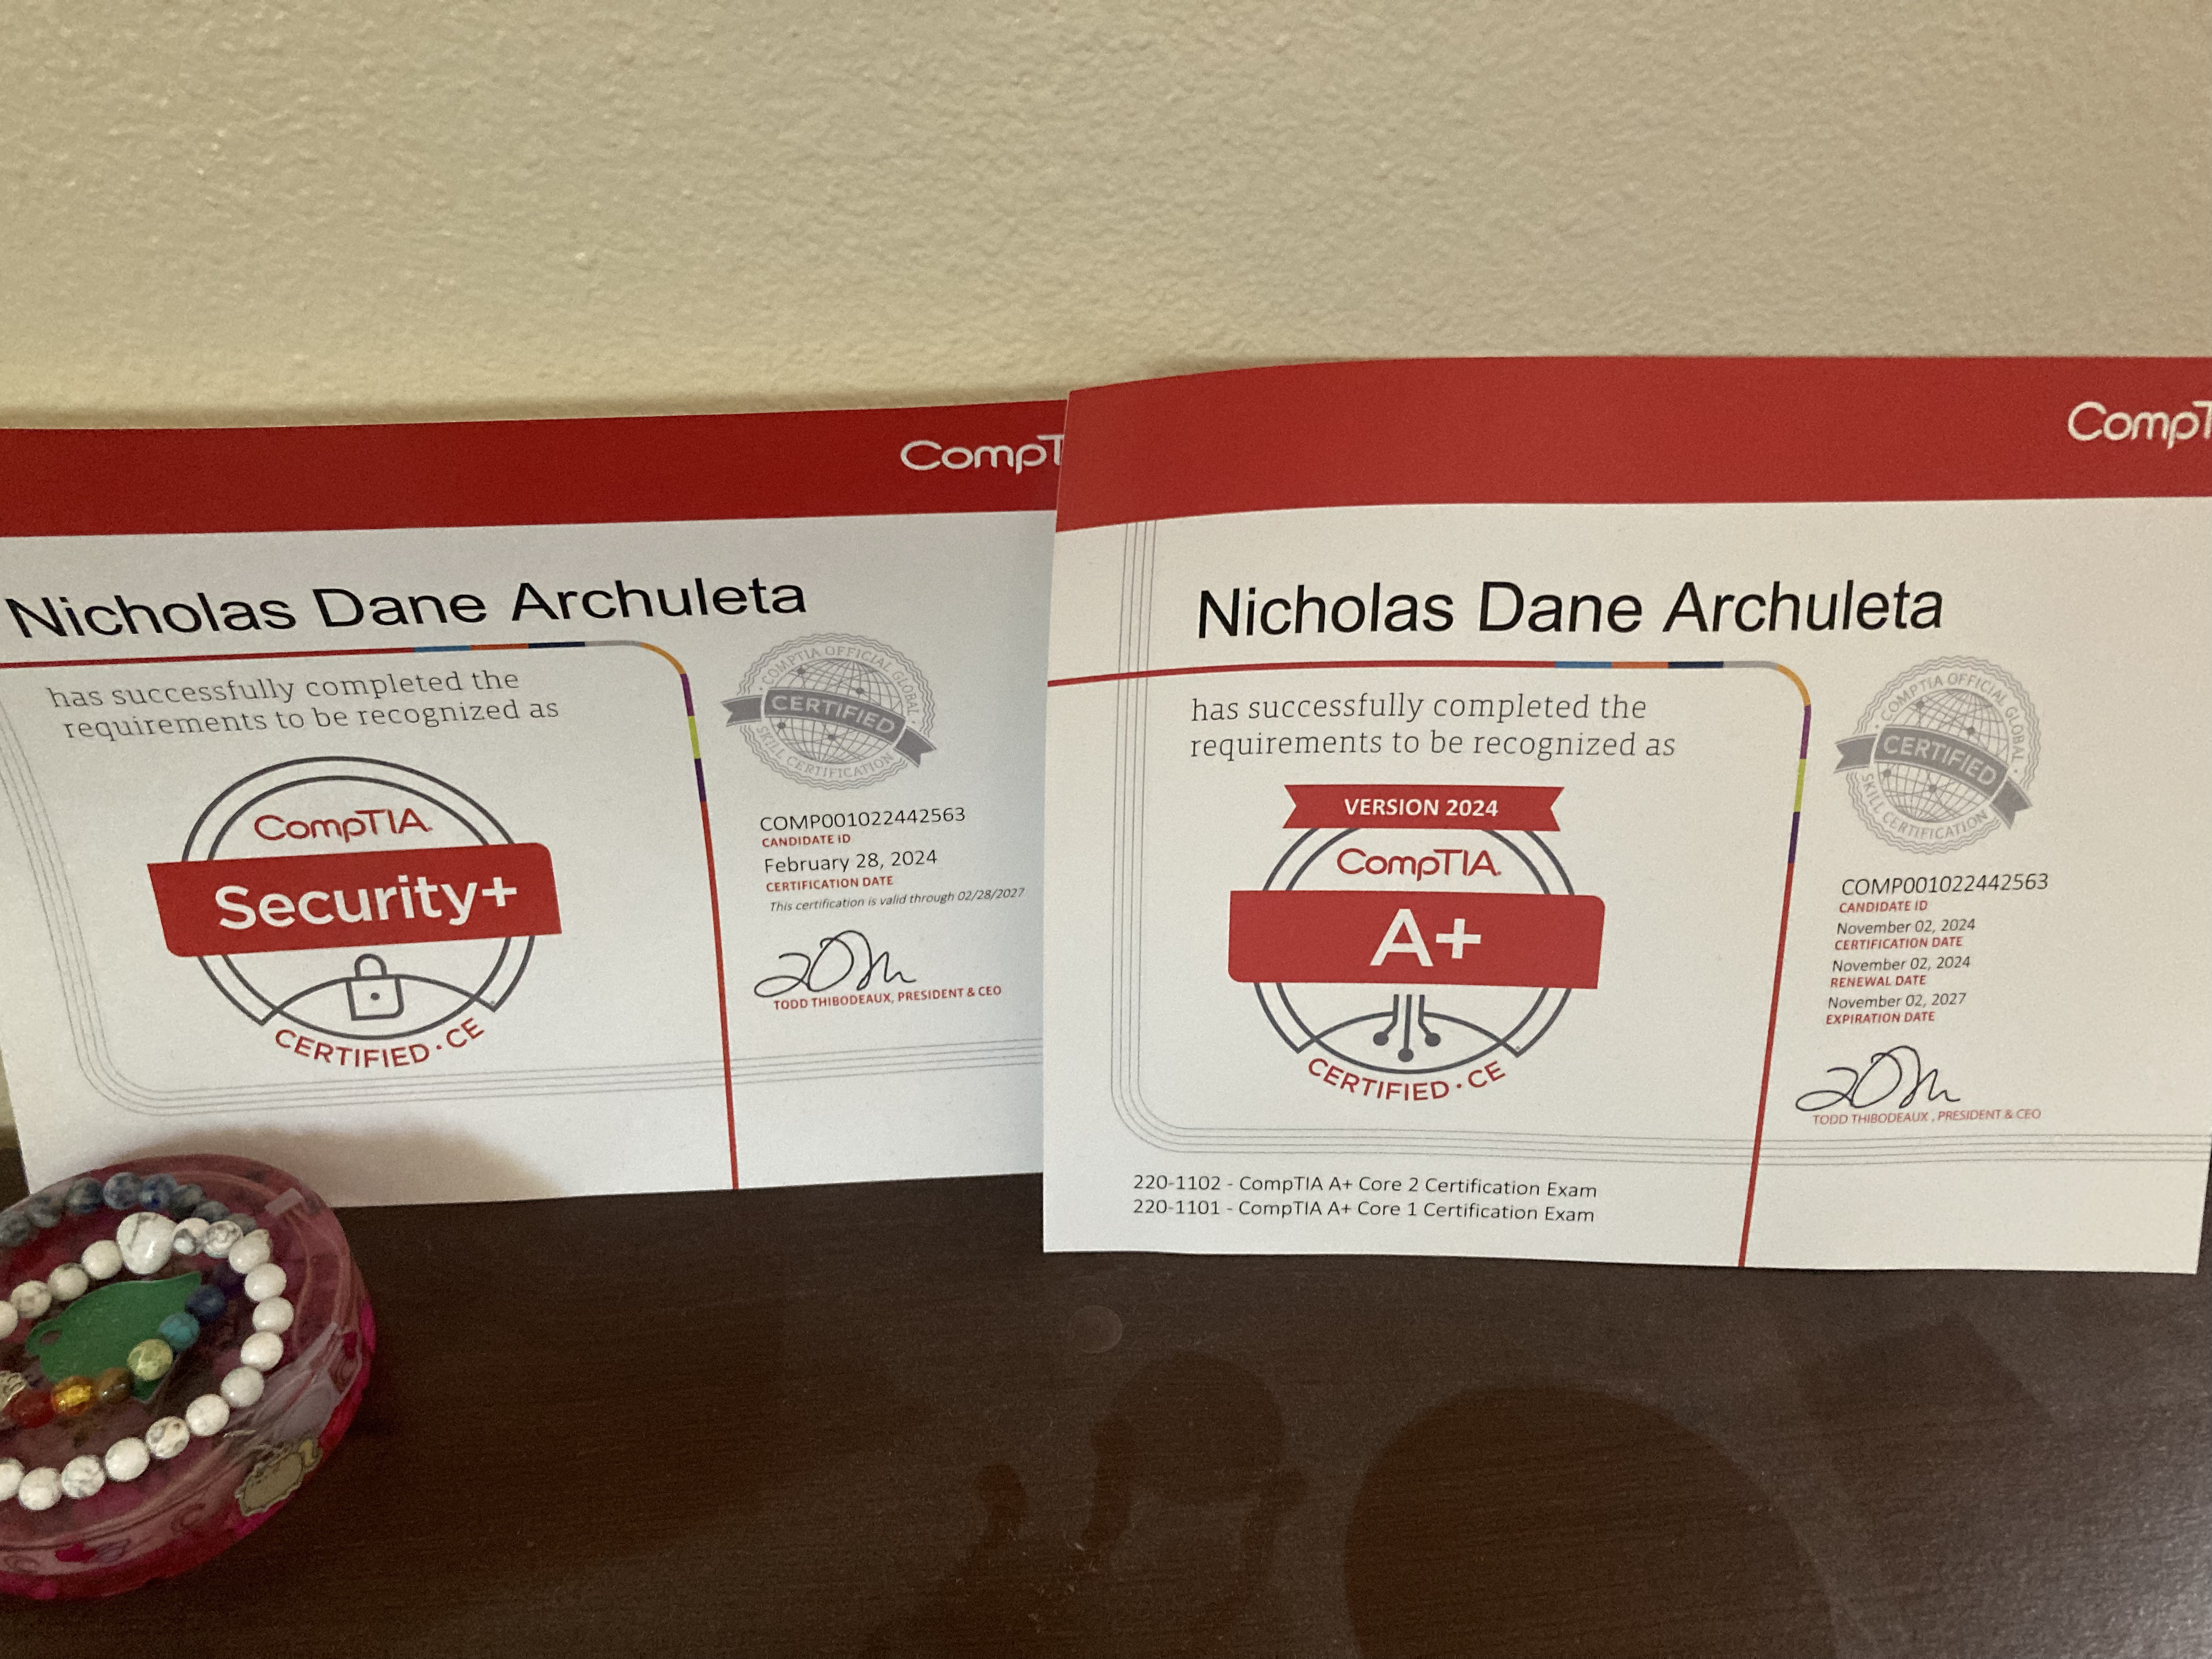 CompT
Nicholas Dane Archuleta
has successfully completed the
requirements to be recognized as
CompTIA.
Security+
CERTIFIED · CE
COMPTIA OFFICIAL GLOBAL
CERTIFIED
SKILL CERTIFICATION
COMP001022442563
CANDIDATE ID
February 28, 2024
CERTIFICATION DATE
This certification is valid through 02/28/2027
TODD THIBODEAUX, PRESIDENT & CEO
CompT
Nicholas Dane Archuleta
has successfully completed the
requirements to be recognized as
VERSION 2024
CompTIA.
A+
CERTIFIED · CE
COMPTIA OFFICIAL GLOBAL
CERTIFIED
SKILL CERTIFICATION
COMP001022442563
CANDIDATE ID
November 02, 2024
CERTIFICATION DATE
November 02, 2024
RENEWAL DATE
November 02, 2027
EXPIRATION DATE
TODD THIBODEAUX , PRESIDENT & CEO
220-1102 - CompTIA A+ Core 2 Certification Exam
220-1101 - CompTIA A+ Core 1 Certification Exam